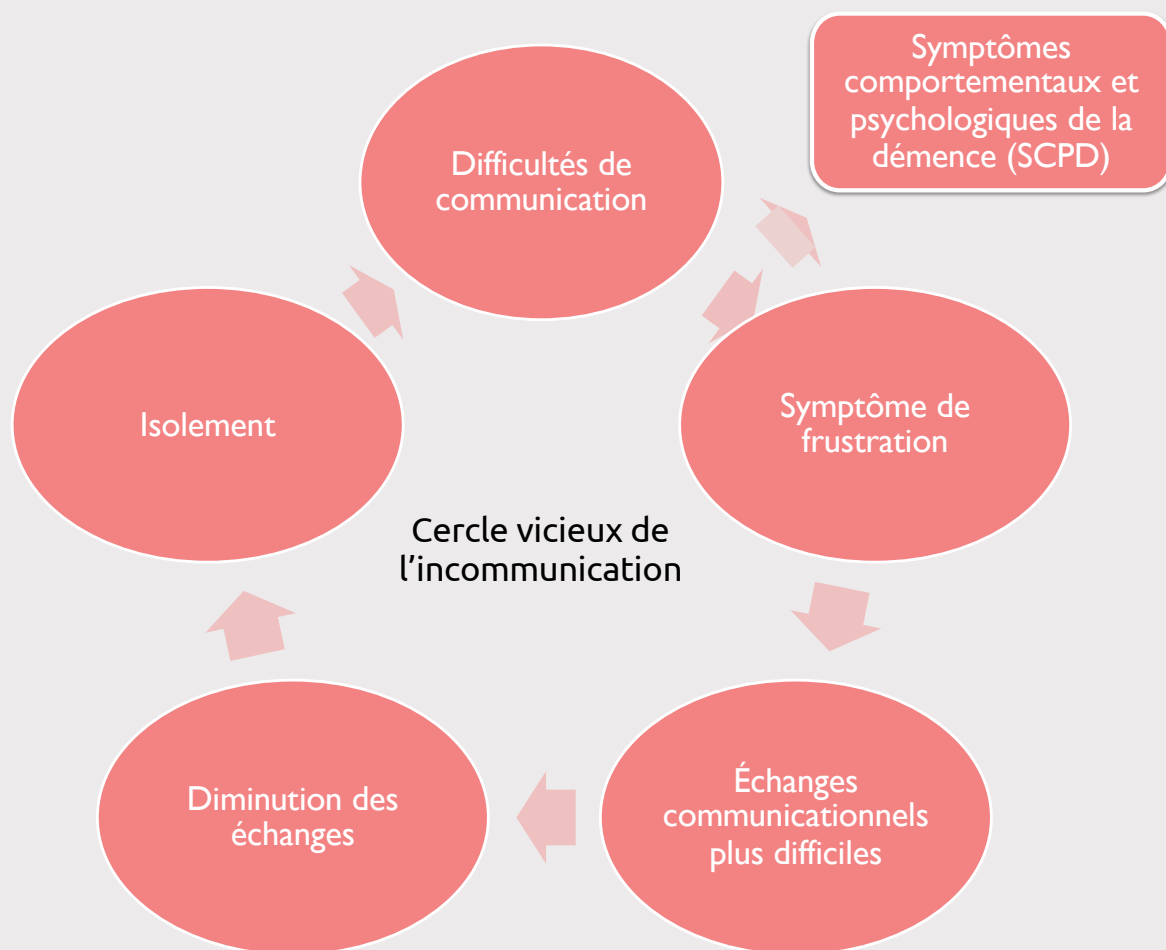 Symptômes
comportementaux et
psychologiques de la
démence (SCPD)
Difficultés de
communication
Symptôme de
frustration
Isolement
Cercle vicieux de
l'incommunication
Échanges
communicationnels
plus difficiles
Diminution des
échanges